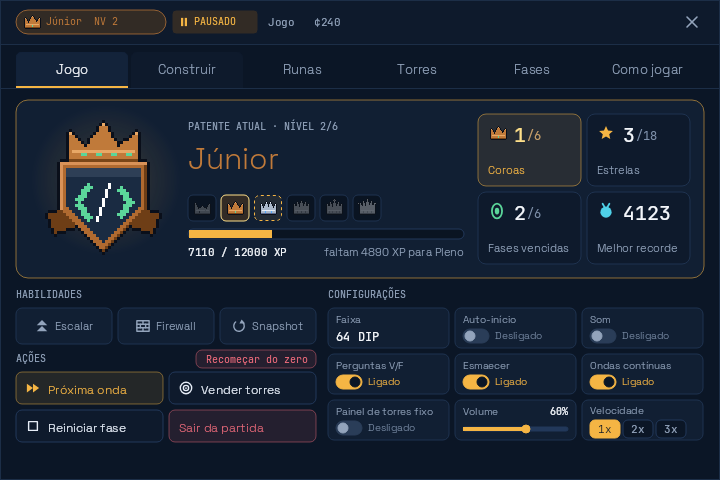 Júnior NV 2
PAUSADO
Jogo ¢240
Jogo Construir Runas Torres Fases Como jogar
PATENTE ATUAL · NÍVEL 2/6
Júnior
7110 / 12000 XP
faltam 4890 XP para Pleno
1/6
Coroas
3/18
Estrelas
2/6
Fases vencidas
4123
Melhor recorde
HABILIDADES
Escalar
Firewall
Snapshot
AÇÕES
Recomeçar do zero
Próxima onda
Vender torres
Reiniciar fase
Sair da partida
CONFIGURAÇÕES
Faixa
64 DIP
Auto-início
Desligado
Som
Desligado
Perguntas V/F
Ligado
Esmaecer
Ligado
Ondas contínuas
Ligado
Painel de torres fixo
Desligado
Volume 60%
Velocidade
1x 2x 3x